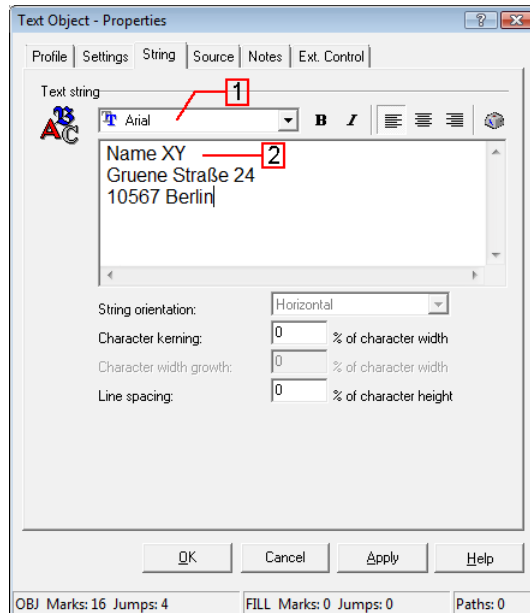 Text Object - Properties
Profile Settings String Source Notes Ext. Control
Text string
1
Arial B I
Name XY 2
Gruene Straße 24
10567 Berlin
String orientation: Horizontal
Character kerning: 0 % of character width
Character width growth: 0 % of character width
Line spacing: 0 % of character height
OK Cancel Apply Help
OBJ Marks: 16 Jumps: 4 FILL Marks: 0 Jumps: 0 Paths: 0